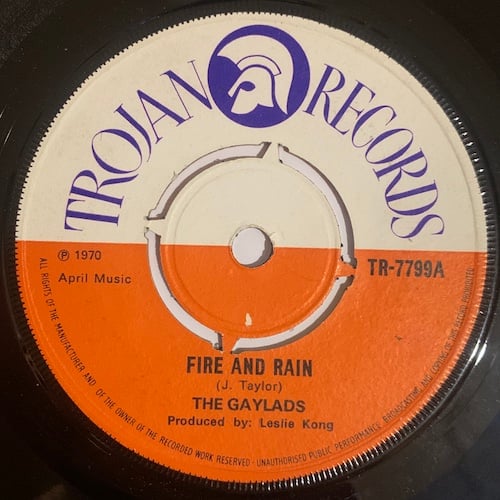 TROJAN RECORDS
℗ 1970
April Music
TR-7799A
FIRE AND RAIN
(J. Taylor)
THE GAYLADS
Produced by: Leslie Kong
ALL RIGHTS OF THE MANUFACTURER AND OF THE OWNER OF THE RECORDED WORK RESERVED - UNAUTHORISED PUBLIC PERFORMANCE BROADCASTING AND COPYING OF THIS RECORD PROHIBITED